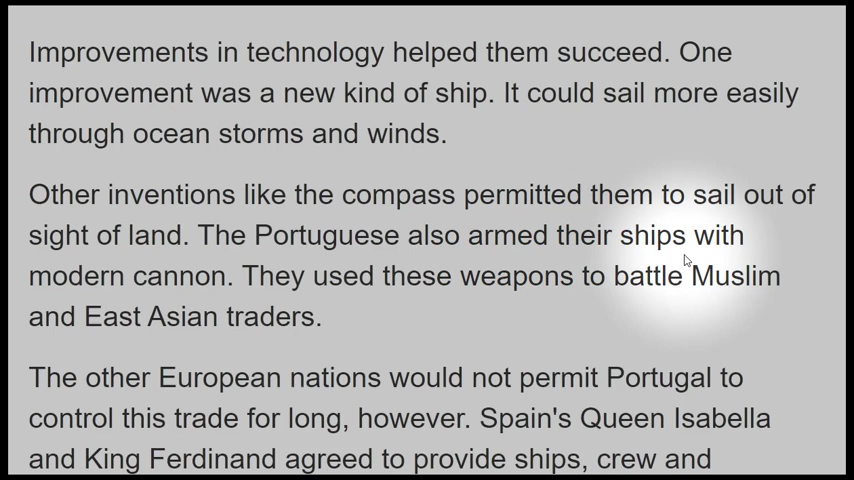 Improvements in technology helped them succeed. One
improvement was a new kind of ship. It could sail more easily
through ocean storms and winds.
Other inventions like the compass permitted them to sail out of
sight of land. The Portuguese also armed their ships with
modern cannon. They used these weapons to battle Muslim
and East Asian traders.
The other European nations would not permit Portugal to
control this trade for long, however. Spain's Queen Isabella
and King Ferdinand agreed to provide ships, crew and